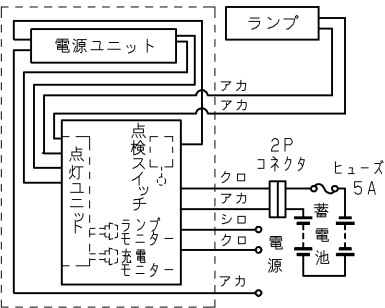 ランプ
電源ユニット
アカ
アカ
点検スイッチ
点灯ユニット
2P
コネクタ
ヒューズ
5A
クロ
アカ
シロ
クロ
ランプ
モニター
充電
モニター
電源
蓄電池
アカ